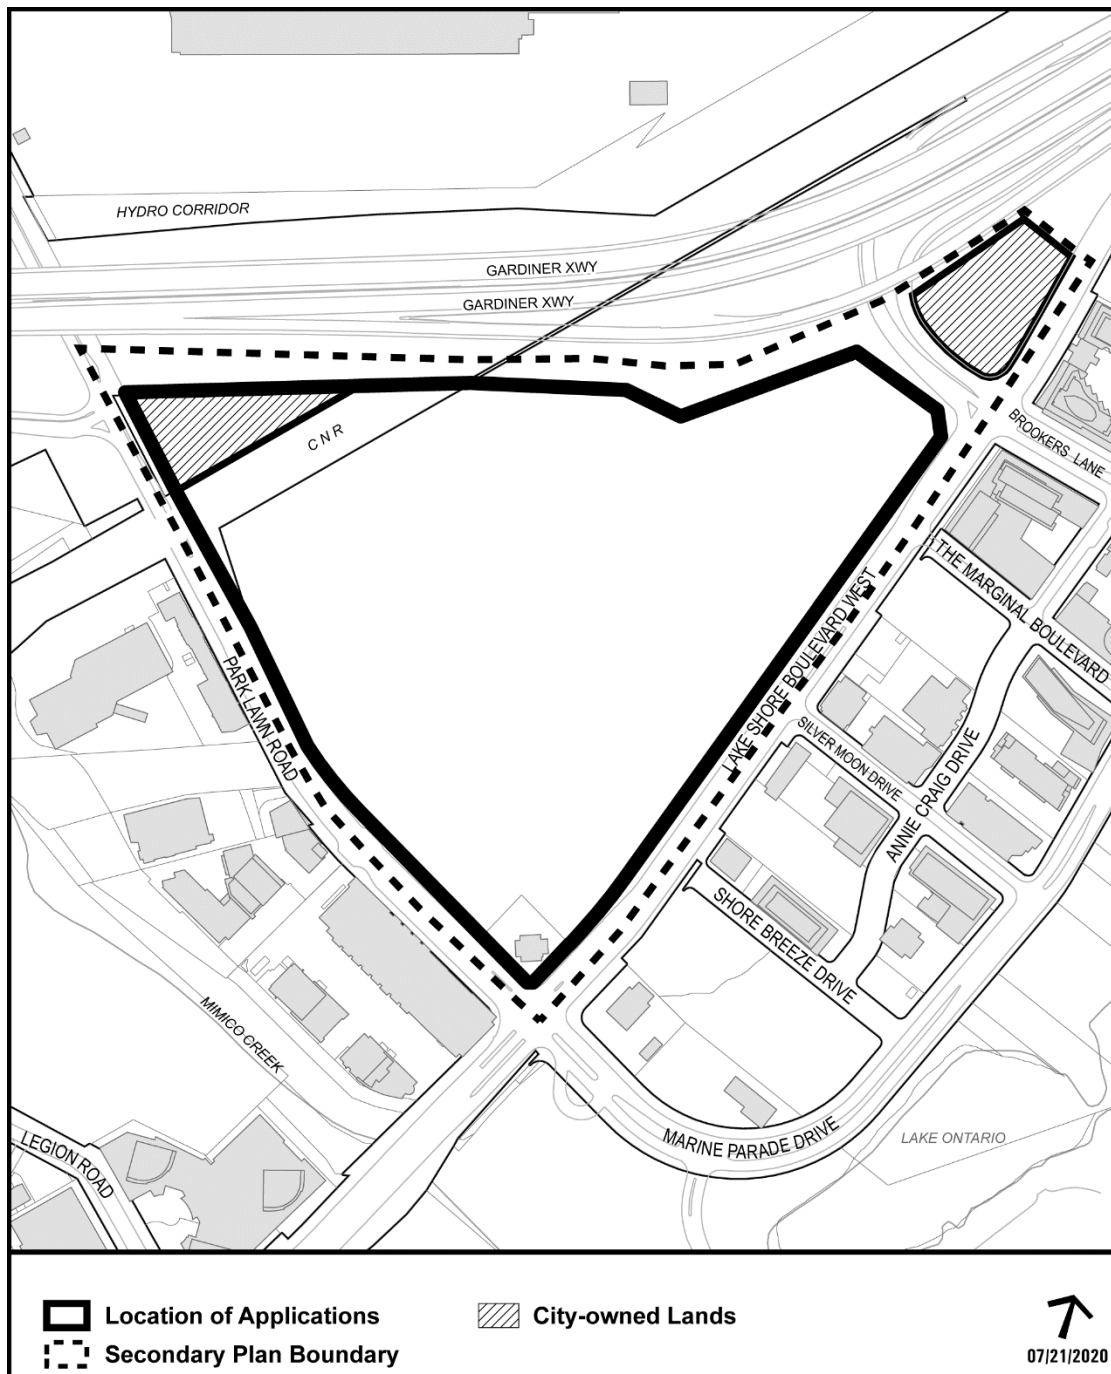 HYDRO CORRIDOR
GARDINER XWY
GARDINER XWY
C N R
BROOKERS LANE
THE MARGINAL BOULEVARD
LAKE SHORE BOULEVARD WEST
PARK LAWN ROAD
SILVER MOON DRIVE
ANNIE CRAIG DRIVE
SHORE BREEZE DRIVE
MIMICO CREEK
MARINE PARADE DRIVE
LAKE ONTARIO
LEGION ROAD
Location of Applications
City-owned Lands
Secondary Plan Boundary
07/21/2020